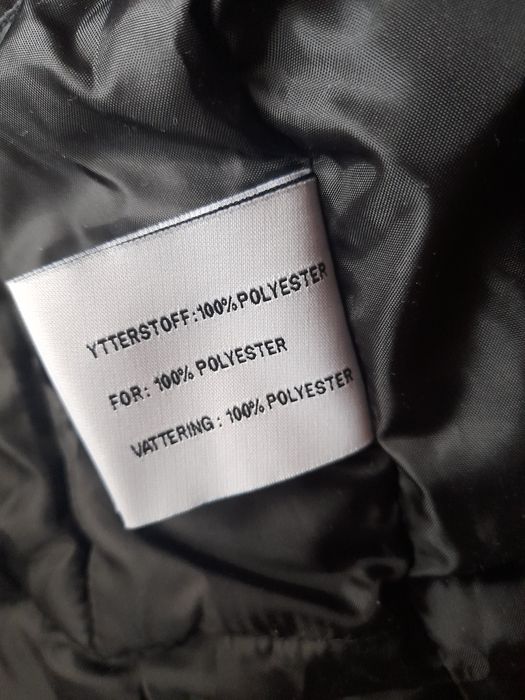 YTTERSTOFF:100%POLYESTER
FOR: 100% POLYESTER
VATTERING : 100% POLYESTER